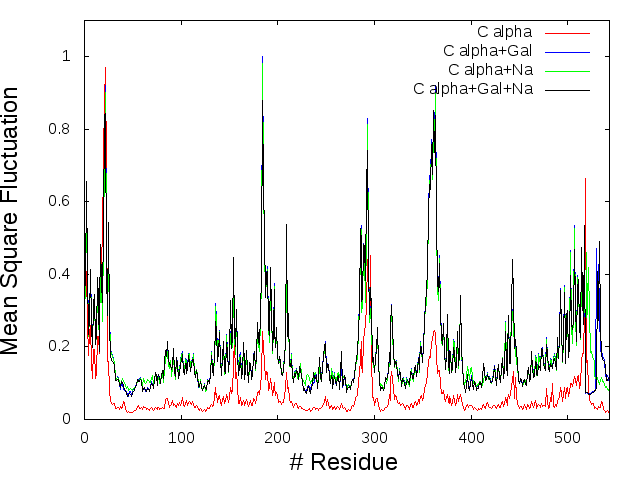 Mean Square Fluctuation
1
0.8
0.6
0.4
0.2
0
C alpha
C alpha+Gal
C alpha+Na
C alpha+Gal+Na
0 100 200 300 400 500
# Residue